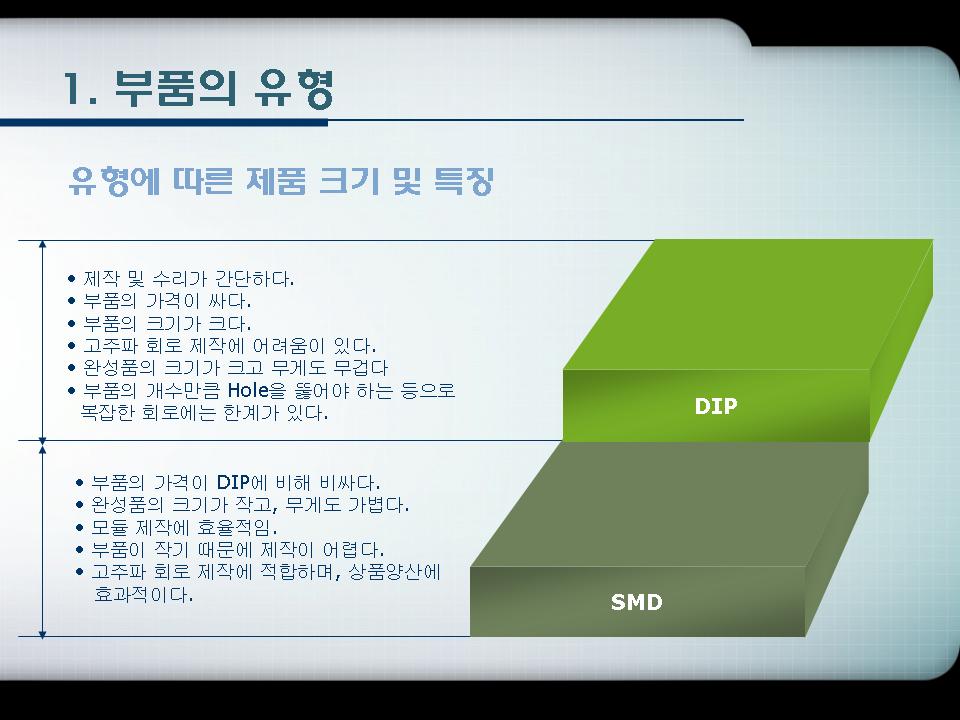 1. 부품의 유형
유형에 따른 제품 크기 및 특징
• 제작 및 수리가 간단하다.
• 부품의 가격이 싸다.
• 부품의 크기가 크다.
• 고주파 회로 제작에 어려움이 있다.
• 완성품의 크기가 크고 무게도 무겁다
• 부품의 개수만큼 Hole을 뚫어야 하는 등으로
복잡한 회로에는 한계가 있다.
DIP
• 부품의 가격이 DIP에 비해 비싸다.
• 완성품의 크기가 작고, 무게도 가볍다.
• 모듈 제작에 효율적임.
• 부품이 작기 때문에 제작이 어렵다.
• 고주파 회로 제작에 적합하며, 상품양산에
효과적이다.
SMD